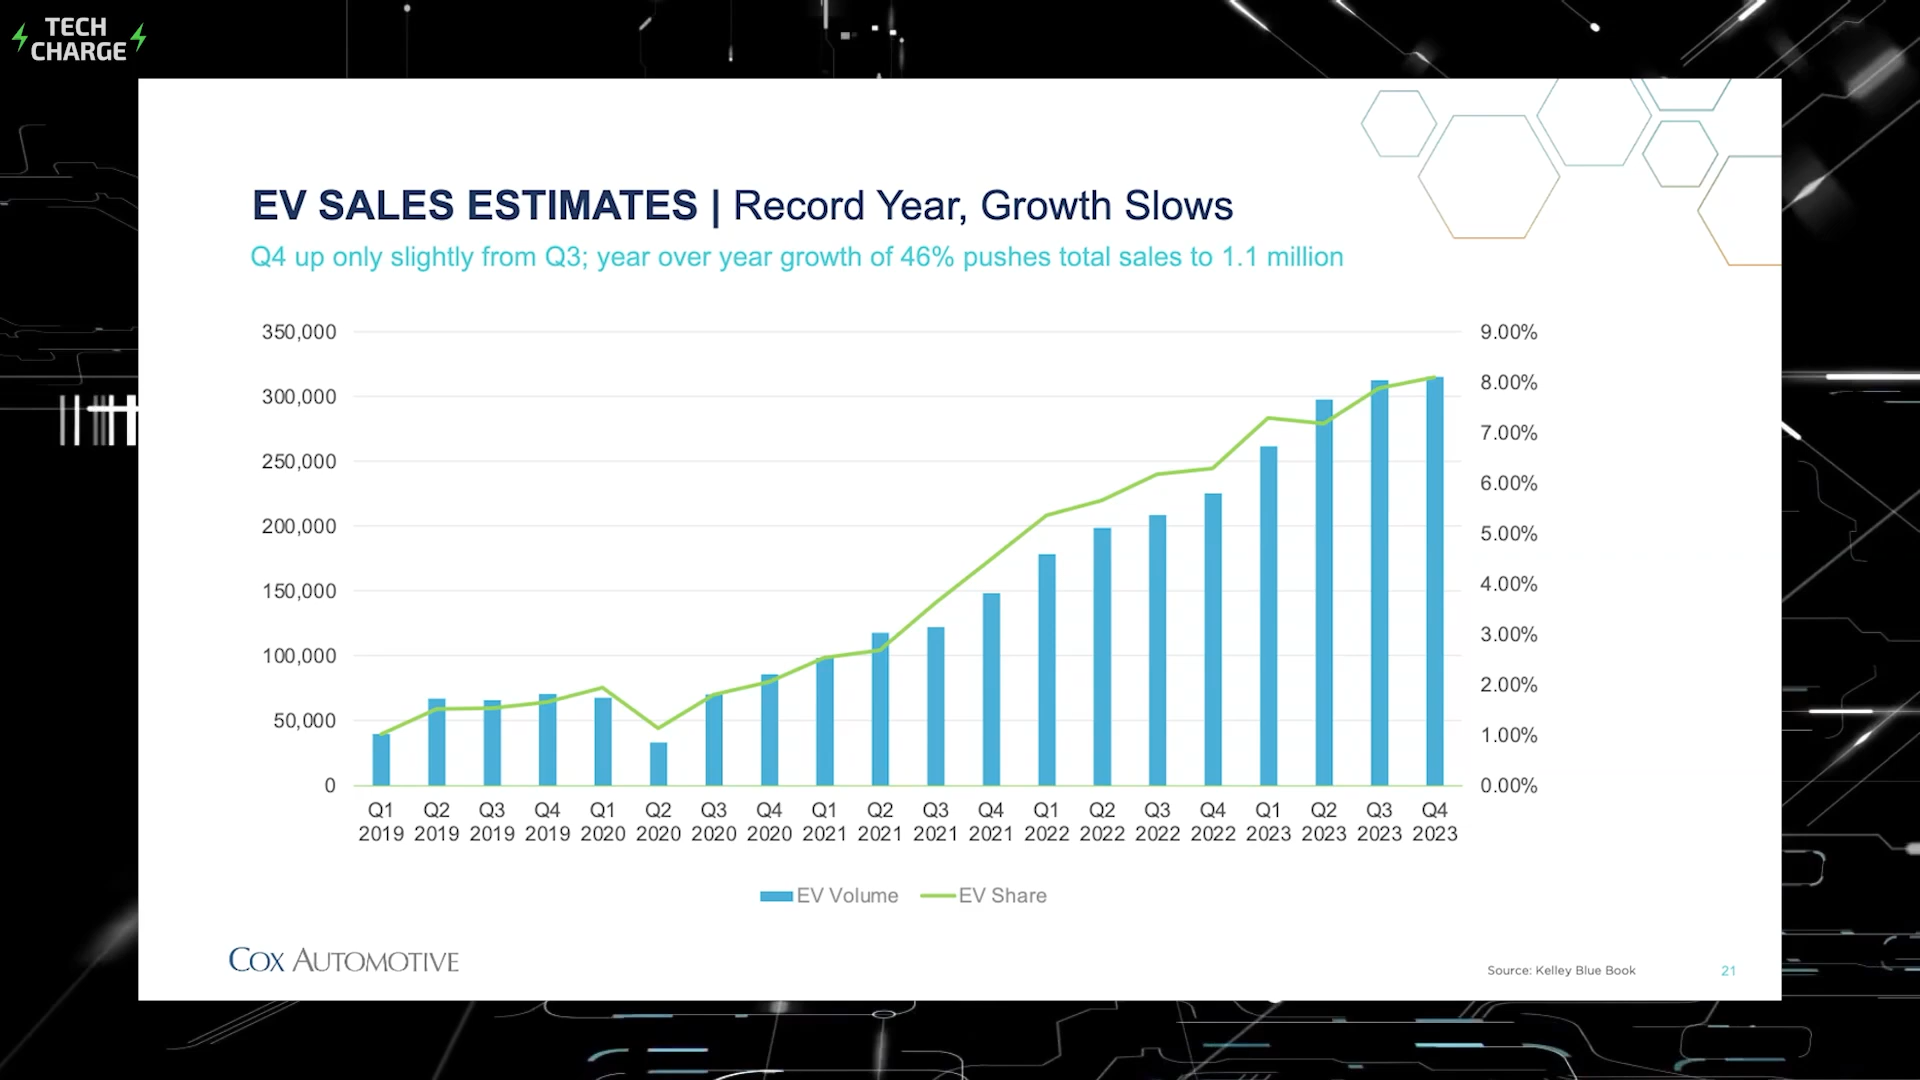 TECH
CHARGE
EV SALES ESTIMATES | Record Year, Growth Slows
Q4 up only slightly from Q3; year over year growth of 46% pushes total sales to 1.1 million
350,000
300,000
250,000
200,000
150,000
100,000
50,000
0
9.00%
8.00%
7.00%
6.00%
5.00%
4.00%
3.00%
2.00%
1.00%
0.00%
Q1 Q2 Q3 Q4 Q1 Q2 Q3 Q4 Q1 Q2 Q3 Q4 Q1 Q2 Q3 Q4 Q1 Q2 Q3 Q4
2019 2019 2019 2019 2020 2020 2020 2020 2021 2021 2021 2021 2022 2022 2022 2022 2023 2023 2023 2023
EV Volume EV Share
COX AUTOMOTIVE
Source: Kelley Blue Book 21